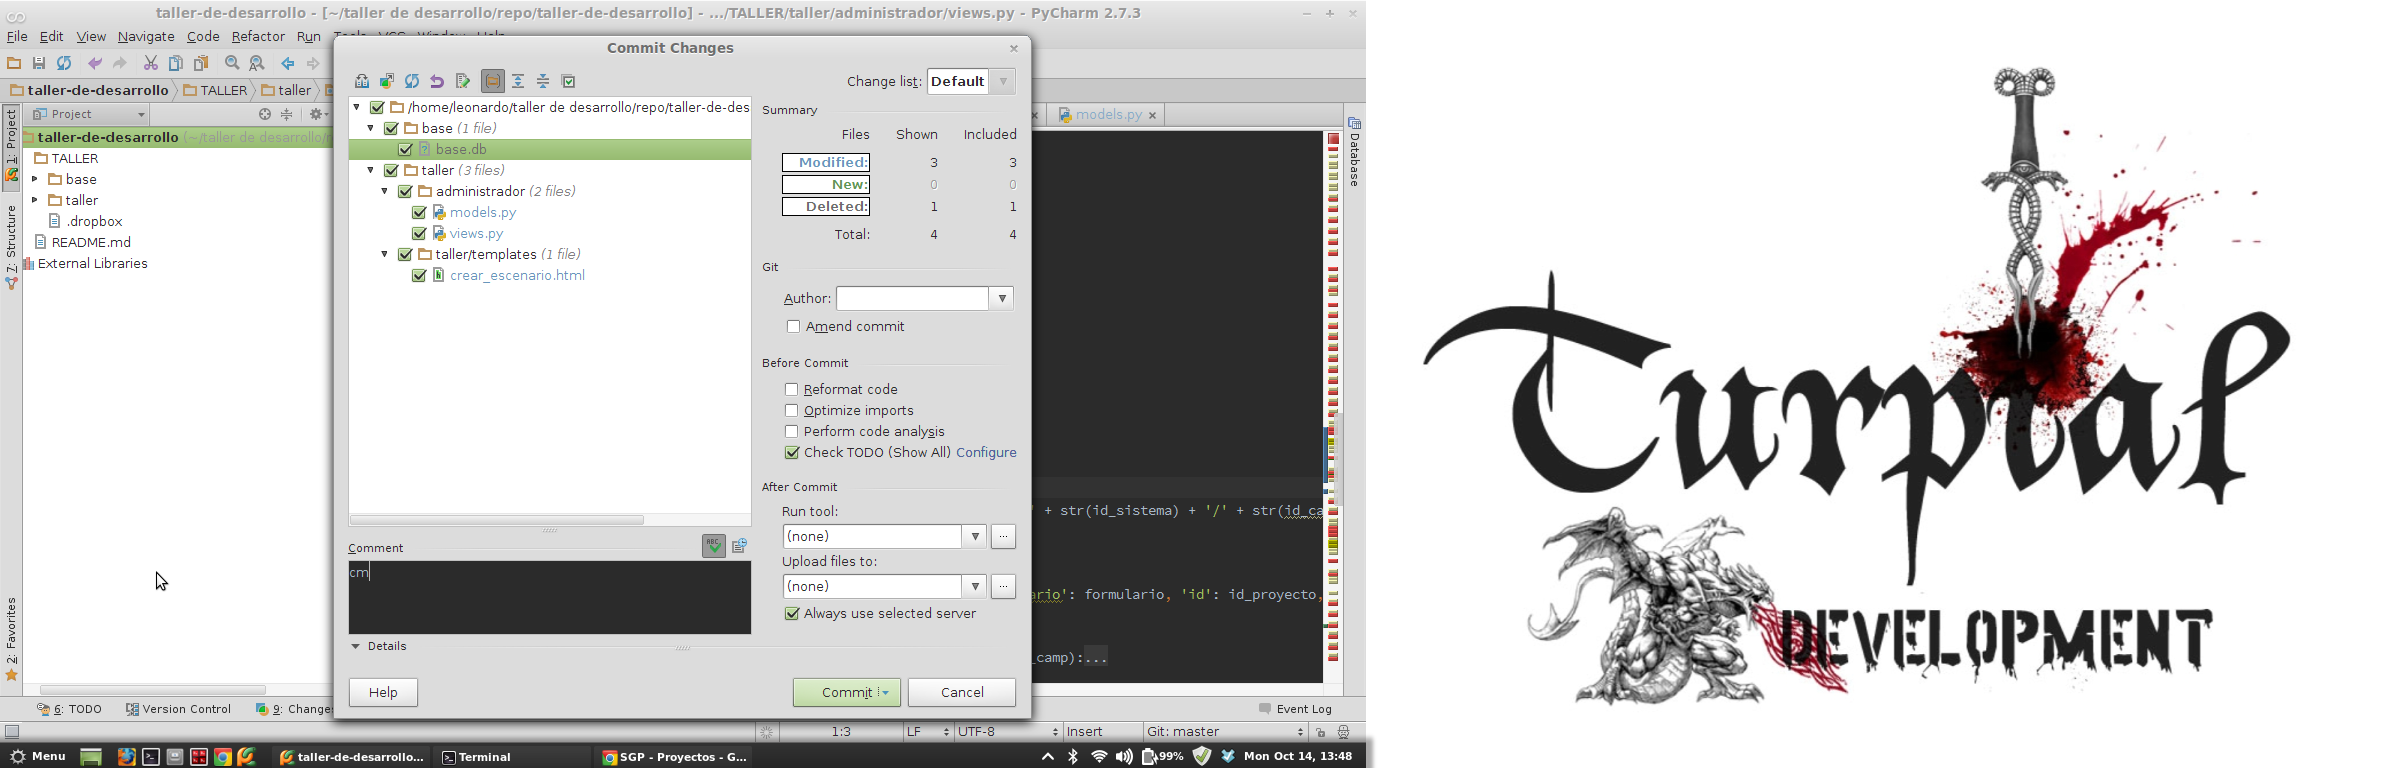 taller-de-desarrollo - [~/taller de desarrollo/repo/taller-de-desarrollo] - .../TALLER/taller/administrador/views.py - PyCharm 2.7.3
File Edit View Navigate Code Refactor Run
Commit Changes
Change list: Default
taller-de-desarrollo TALLER taller
Project
models.py
1: Project
7: Structure
2: Favorites
Database
taller-de-desarrollo (~/taller de desarrollo/r
TALLER
base
taller
.dropbox
README.md
External Libraries
/home/leonardo/taller de desarrollo/repo/taller-de-des
base (1 file)
base.db
taller (3 files)
administrador (2 files)
models.py
views.py
taller/templates (1 file)
crear_escenario.html
Summary
Files Shown Included
Modified: 3 3
New: 0 0
Deleted: 1 1
Total: 4 4
Git
Author:
Amend commit
Before Commit
Reformat code
Optimize imports
Perform code analysis
Check TODO (Show All) Configure
After Commit
Run tool:
(none)
...
Upload files to:
(none)
...
Always use selected server
Comment
ABC
cm
Details
Help
Commit
Cancel
' + str(id_sistema) + '/' + str(id_ca
ario': formulario, 'id': id_proyecto,
_camp):...
6: TODO Version Control 9: Changes Event Log
1:3 LF UTF-8 Insert Git: master
Menu taller-de-desarrollo... Terminal SGP - Proyectos - G... 99% Mon Oct 14, 13:48
Turpial
DEVELOPMENT